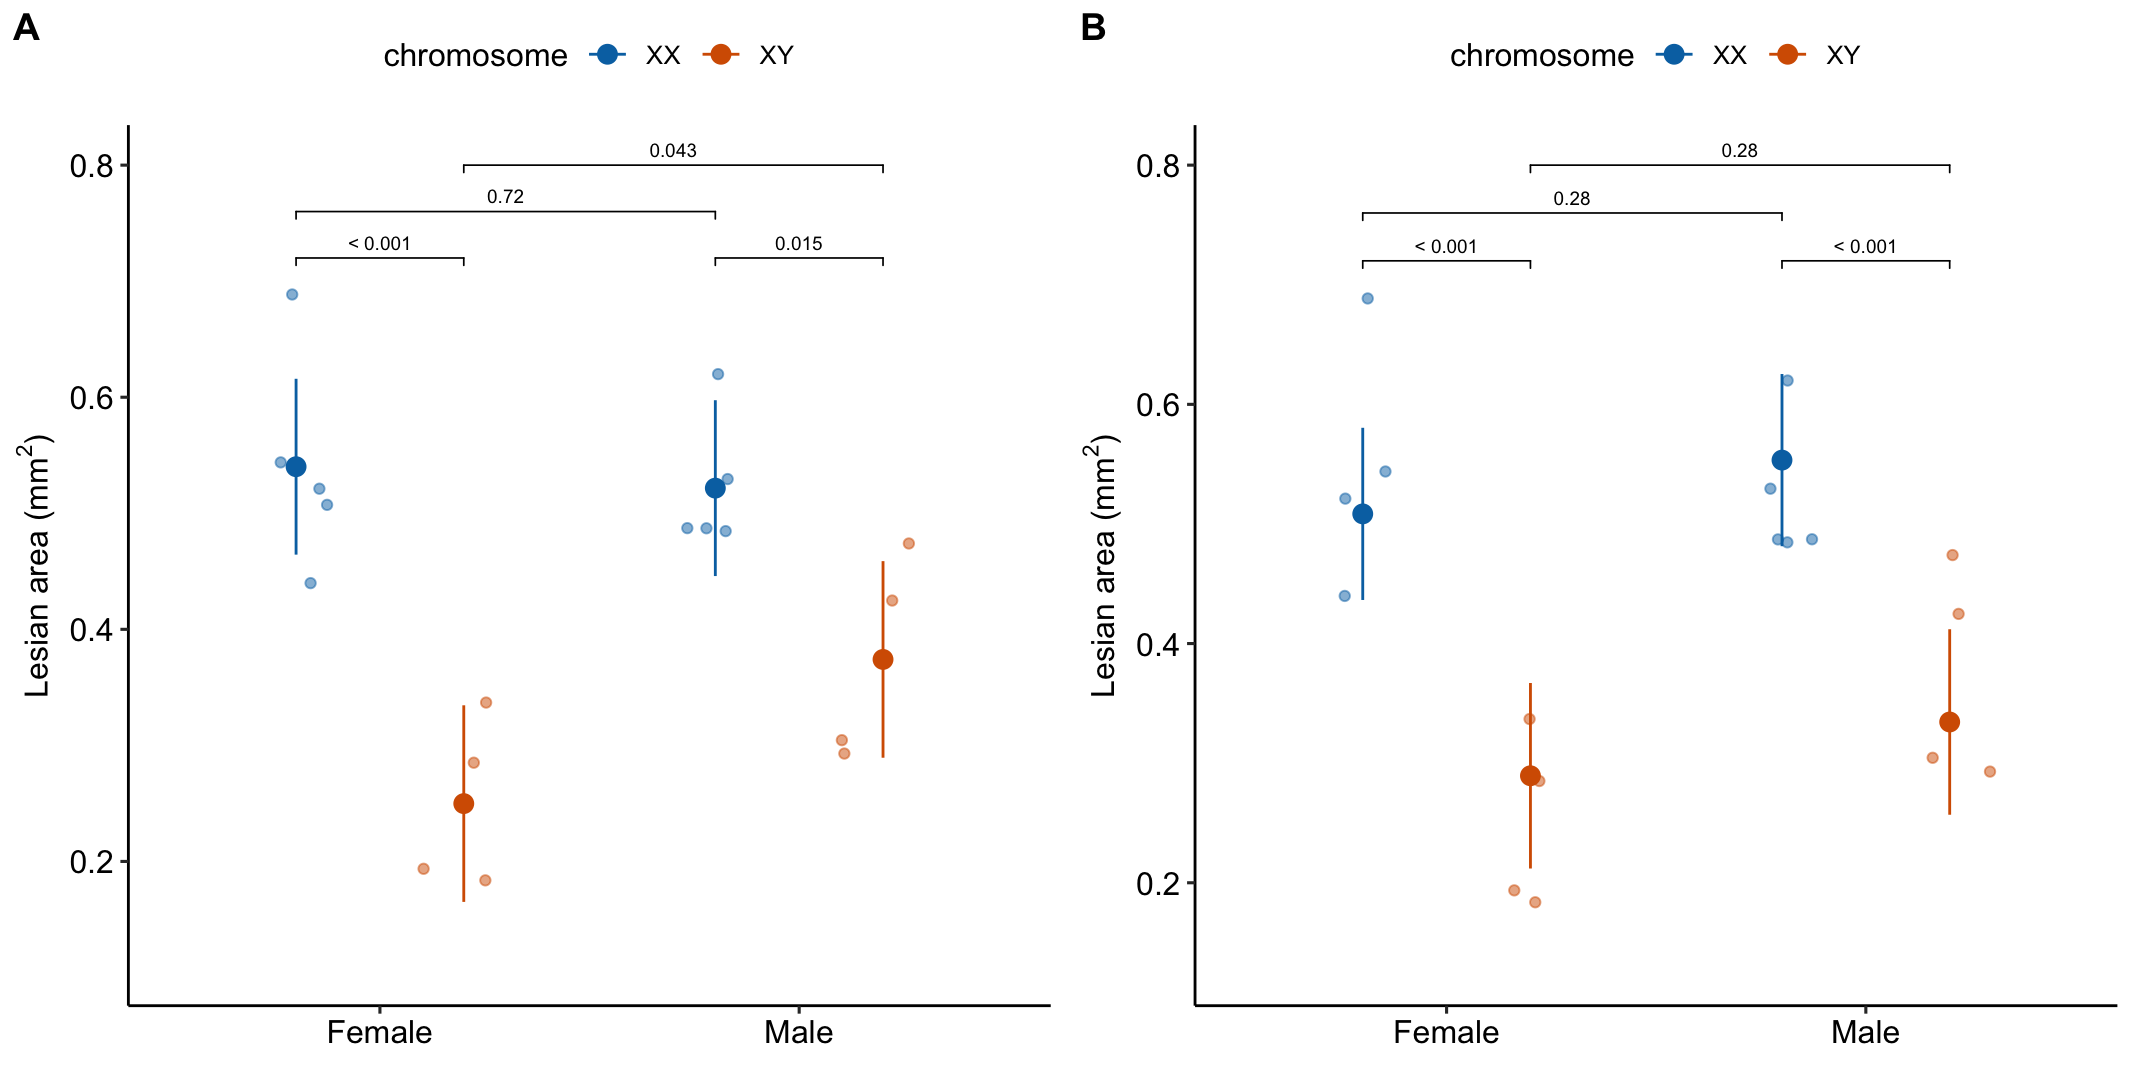 A
chromosome XX XY
0.8
0.6
0.4
0.2
Lesian area (mm²)
0.043
0.72
< 0.001
0.015
Female
Male
B
chromosome XX XY
0.8
0.6
0.4
0.2
Lesian area (mm²)
0.28
0.28
< 0.001
< 0.001
Female
Male